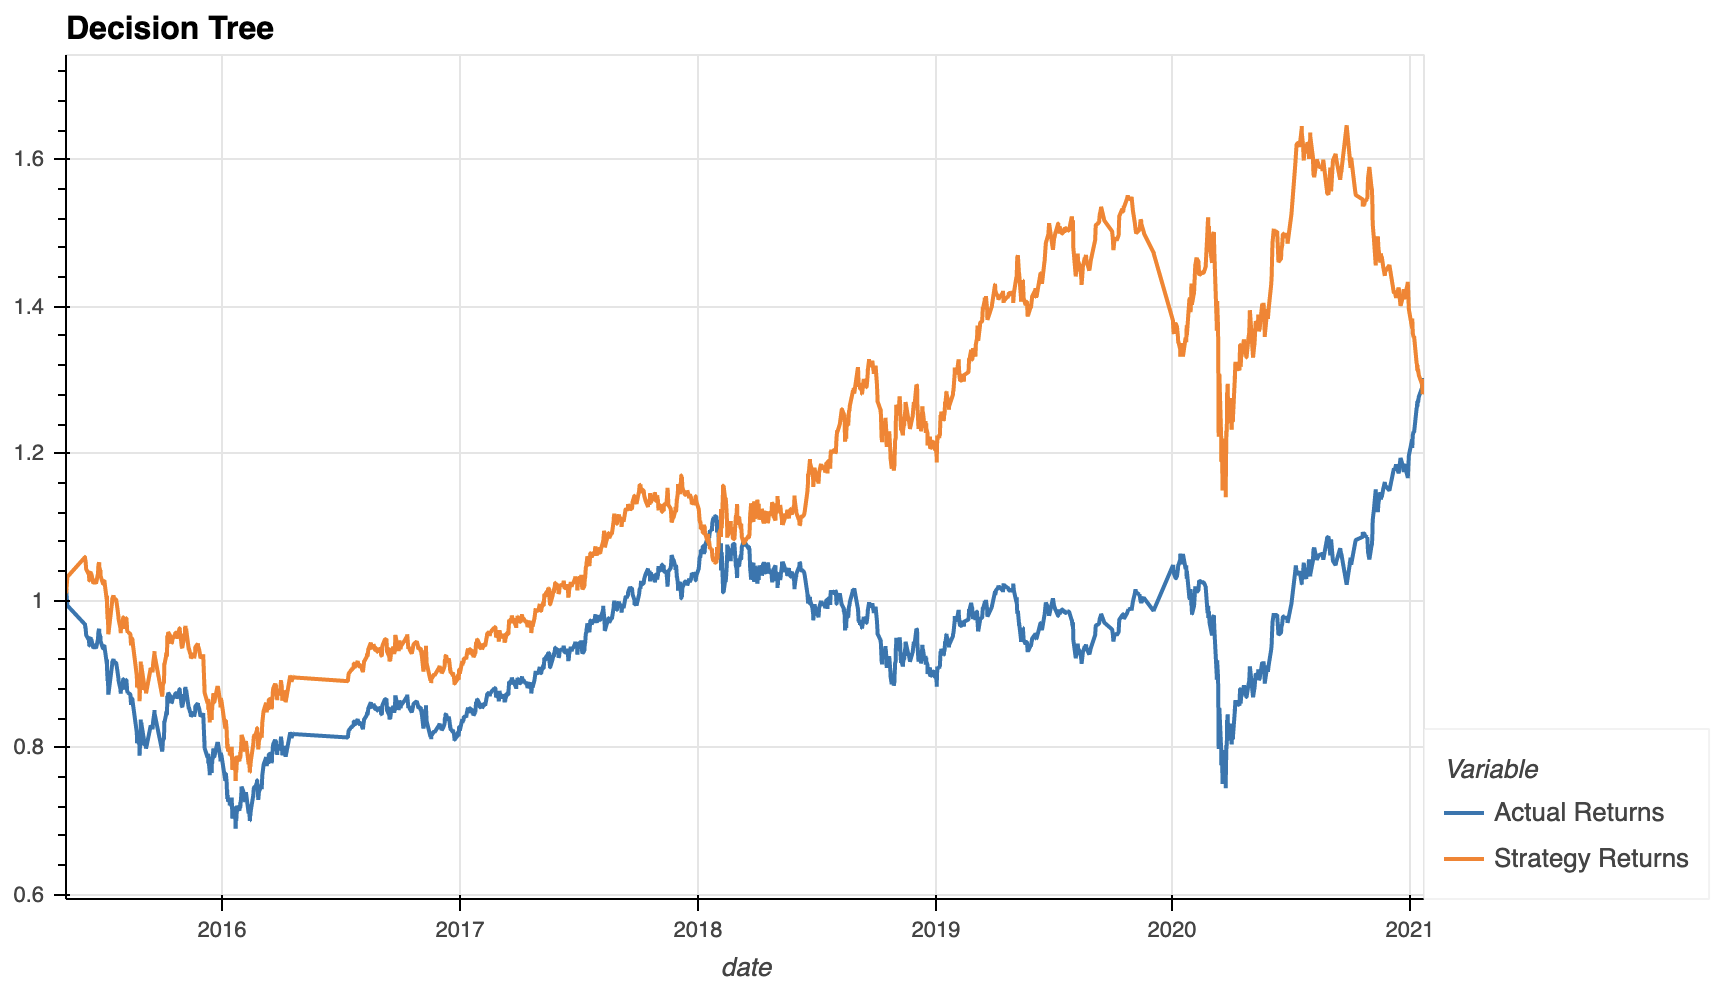 Decision Tree
1.6
1.4
1.2
1
0.8
0.6
2016 2017 2018 2019 2020 2021
date
Variable
Actual Returns
Strategy Returns